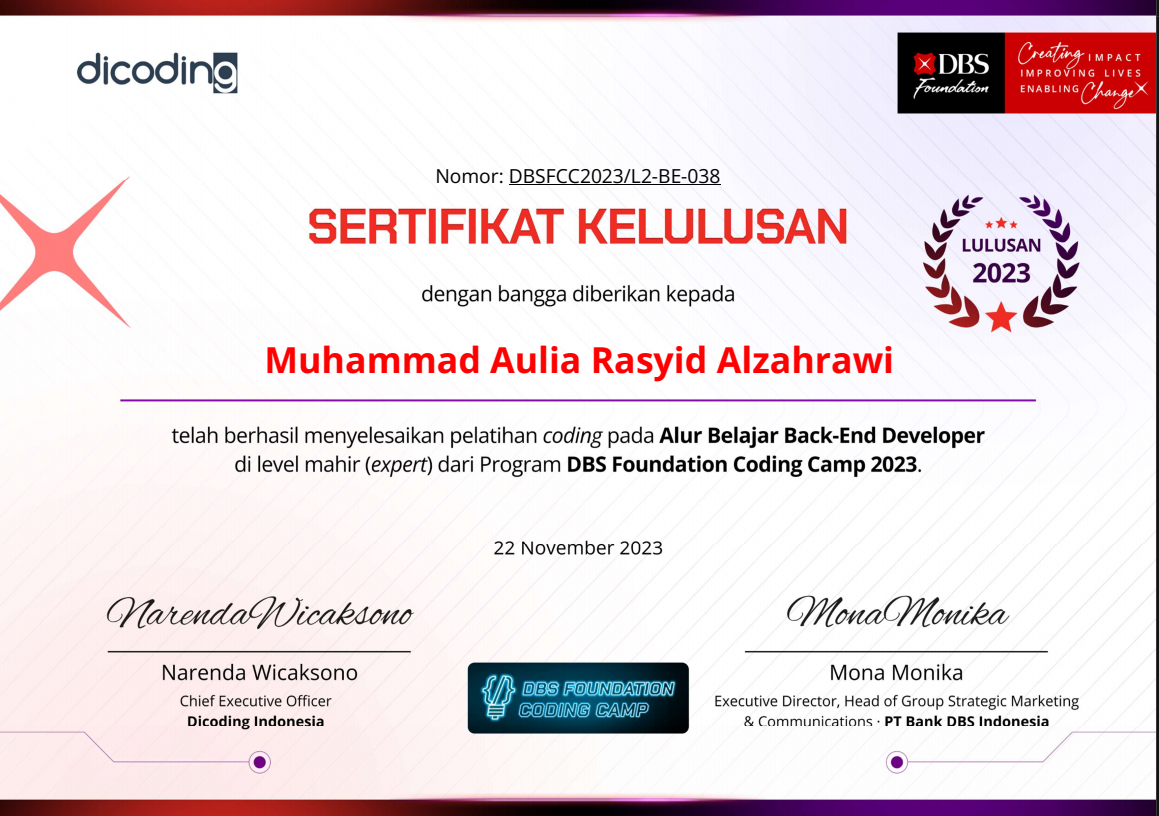 dicoding
DBS
Foundation
Creating IMPACT
IMPROVING LIVES
ENABLING Change
Nomor: DBSFCC2023/L2-BE-038
SERTIFIKAT KELULUSAN
LULUSAN
2023
dengan bangga diberikan kepada
Muhammad Aulia Rasyid Alzahrawi
telah berhasil menyelesaikan pelatihan coding pada Alur Belajar Back-End Developer
di level mahir (expert) dari Program DBS Foundation Coding Camp 2023.
22 November 2023
NarendaWicaksono
Narenda Wicaksono
Chief Executive Officer
Dicoding Indonesia
DBS FOUNDATION
CODING CAMP
MonaMonika
Mona Monika
Executive Director, Head of Group Strategic Marketing
& Communications · PT Bank DBS Indonesia